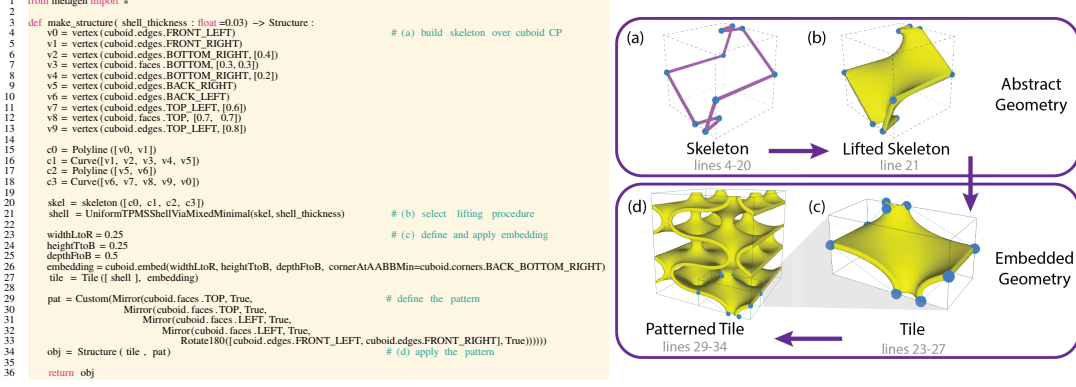 1 from metagen import *
2
3 def make_structure( shell_thickness : float =0.03) -> Structure :
4 v0 = vertex(cuboid.edges.FRONT_LEFT) # (a) build skeleton over cuboid CP
5 v1 = vertex(cuboid.edges.FRONT_RIGHT)
6 v2 = vertex(cuboid.edges.BOTTOM_RIGHT, [0.4])
7 v3 = vertex(cuboid.faces.BOTTOM, [0.3, 0.3])
8 v4 = vertex(cuboid.edges.BOTTOM_RIGHT, [0.2])
9 v5 = vertex(cuboid.edges.BACK_RIGHT)
10 v6 = vertex(cuboid.edges.BACK_LEFT)
11 v7 = vertex(cuboid.edges.TOP_LEFT, [0.6])
12 v8 = vertex(cuboid.faces.TOP, [0.7, 0.7])
13 v9 = vertex(cuboid.edges.TOP_LEFT, [0.8])
14
15 c0 = Polyline ([v0, v1])
16 c1 = Curve([v1, v2, v3, v4, v5])
17 c2 = Polyline ([v5, v6])
18 c3 = Curve([v6, v7, v8, v9, v0])
19
20 skel = skeleton ([c0, c1, c2, c3])
21 shell = UniformTPMSShellViaMixedMinimal(skel, shell_thickness) # (b) select lifting procedure
22
23 widthLtoR = 0.25 # (c) define and apply embedding
24 heightTtoB = 0.25
25 depthFtoB = 0.5
26 embedding = cuboid.embed(widthLtoR, heightTtoB, depthFtoB, cornerAtAABBMin=cuboid.corners.BACK_BOTTOM_RIGHT)
27 tile = Tile ([ shell ], embedding)
28
29 pat = Custom(Mirror(cuboid.faces.TOP, True, # define the pattern
30 Mirror(cuboid.faces.TOP, True,
31 Mirror(cuboid.faces.LEFT, True,
32 Mirror(cuboid.faces.LEFT, True,
33 Rotate180([cuboid.edges.FRONT_LEFT, cuboid.edges.FRONT_RIGHT], True))))))
34 obj = Structure ( tile , pat) # (d) apply the pattern
35
36 return obj
(a)
(b)
Abstract
Geometry
Skeleton
lines 4-20
Lifted Skeleton
line 21
(d)
(c)
Embedded
Geometry
Patterned Tile
lines 29-34
Tile
lines 23-27